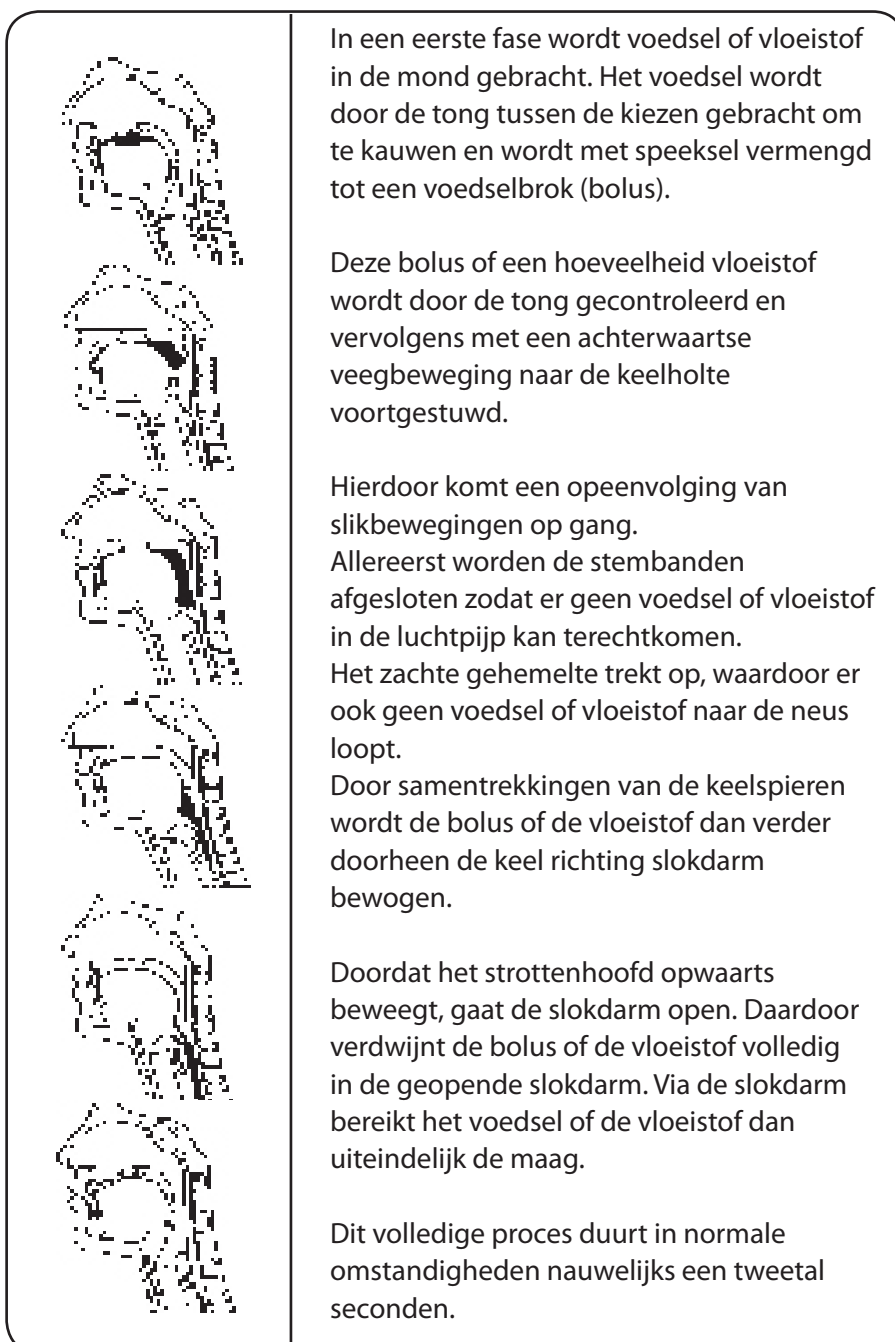 In een eerste fase wordt voedsel of vloeistof
in de mond gebracht. Het voedsel wordt
door de tong tussen de kiezen gebracht om
te kauwen en wordt met speeksel vermengd
tot een voedselbrok (bolus).
Deze bolus of een hoeveelheid vloeistof
wordt door de tong gecontroleerd en
vervolgens met een achterwaartse
veegbeweging naar de keelholte
voortgestuwd.
Hierdoor komt een opeenvolging van
slikbewegingen op gang.
Allereerst worden de stembanden
afgesloten zodat er geen voedsel of vloeistof
in de luchtpijp kan terechtkomen.
Het zachte gehemelte trekt op, waardoor er
ook geen voedsel of vloeistof naar de neus
loopt.
Door samentrekkingen van de keelspieren
wordt de bolus of de vloeistof dan verder
doorheen de keel richting slokdarm
bewogen.
Doordat het strottenhoofd opwaarts
beweegt, gaat de slokdarm open. Daardoor
verdwijnt de bolus of de vloeistof volledig
in de geopende slokdarm. Via de slokdarm
bereikt het voedsel of de vloeistof dan
uiteindelijk de maag.
Dit volledige proces duurt in normale
omstandigheden nauwelijks een tweetal
seconden.